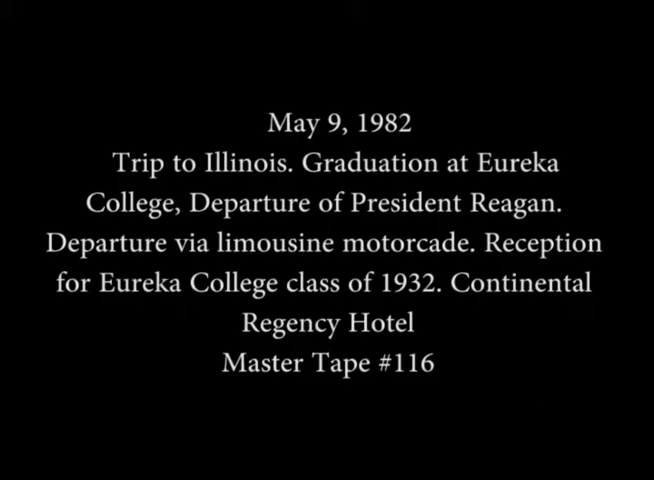 May 9, 1982
Trip to Illinois. Graduation at Eureka
College, Departure of President Reagan.
Departure via limousine motorcade. Reception
for Eureka College class of 1932. Continental
Regency Hotel
Master Tape #116